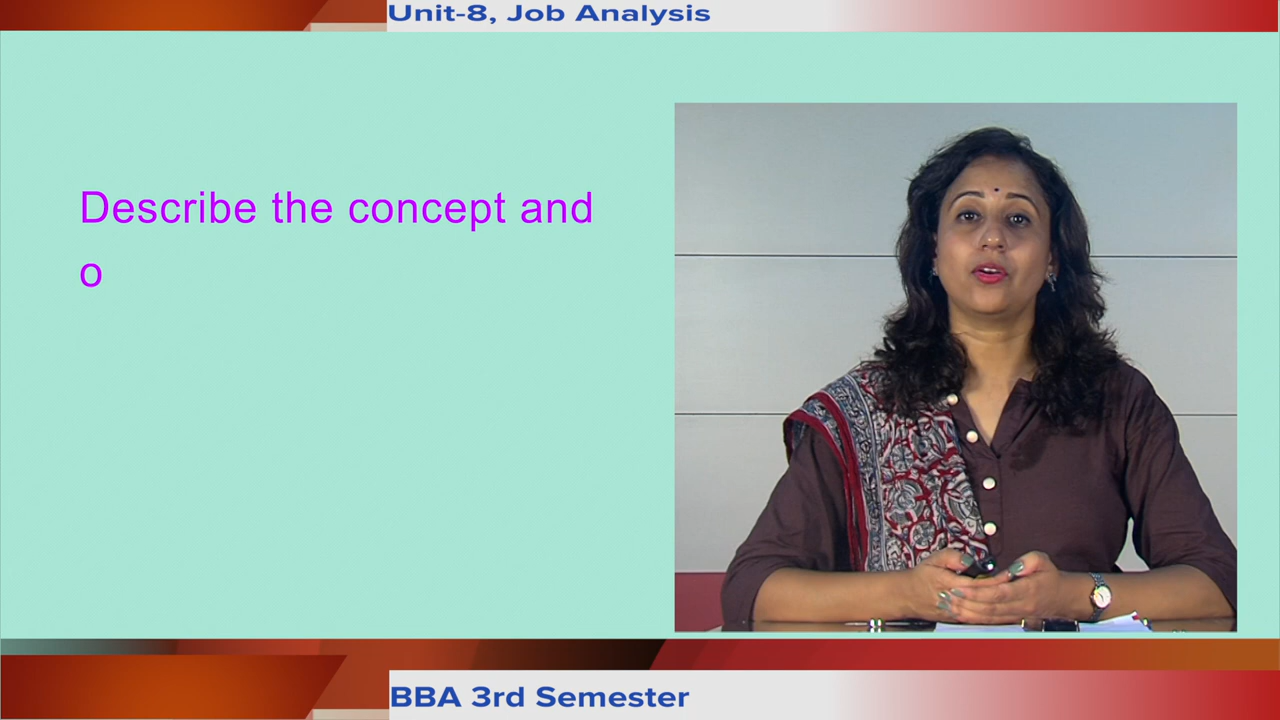 Unit-8, Job Analysis
Describe the concept and
o
BBA 3rd Semester